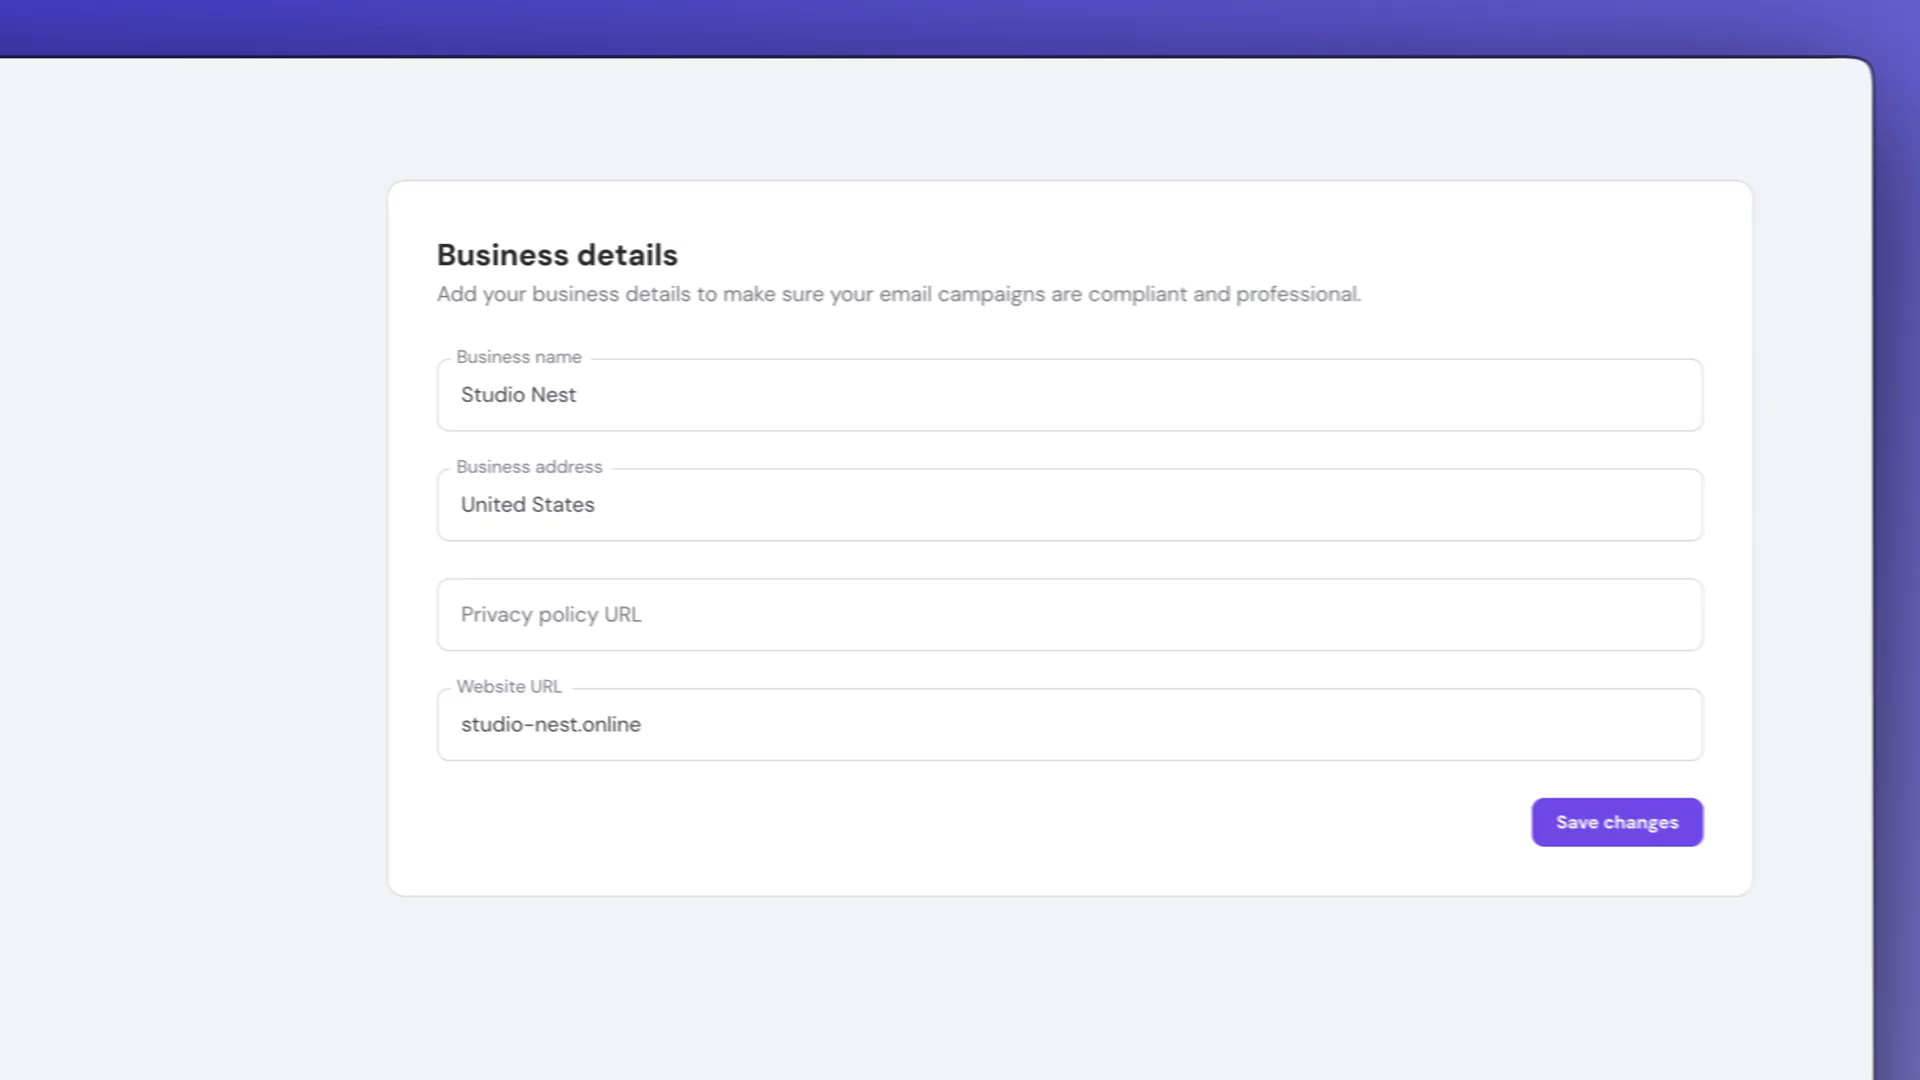 Business details
Add your business details to make sure your email campaigns are compliant and professional.
Business name
Studio Nest
Business address
United States
Privacy policy URL
Website URL
studio-nest.online
Save changes